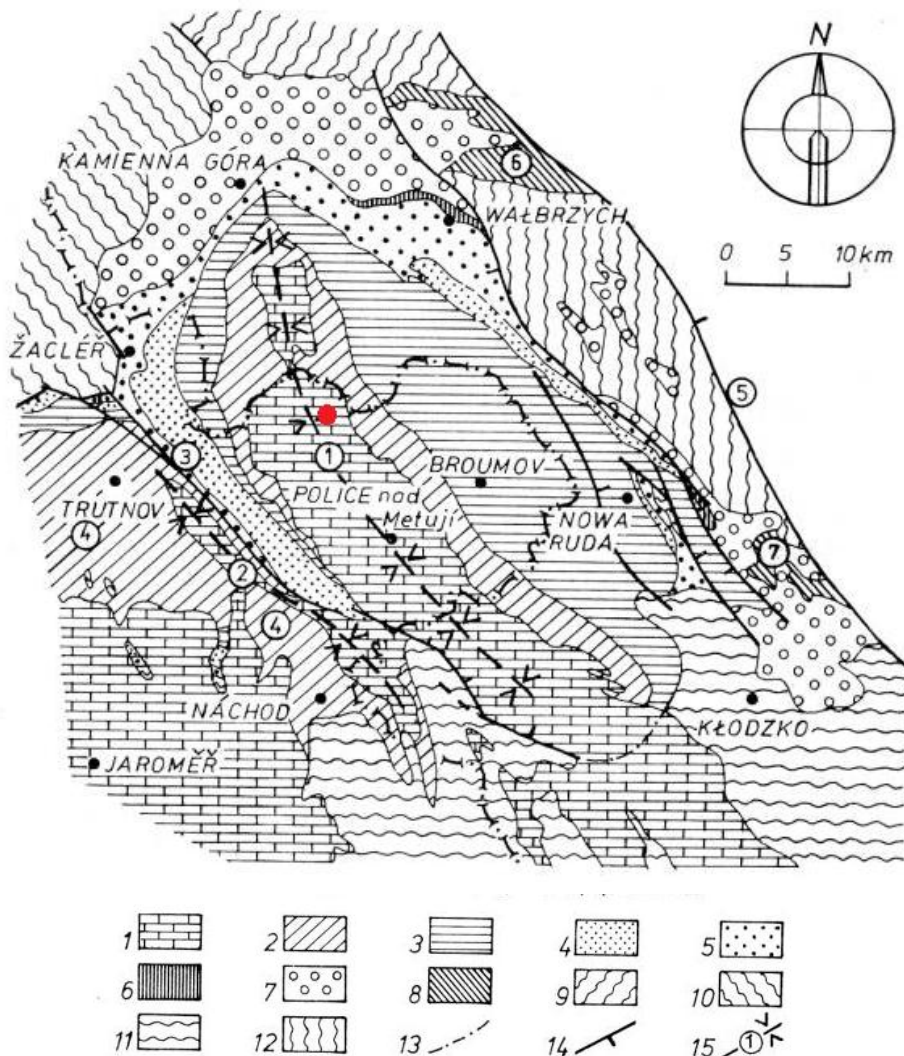 N
KAMIENNA GÓRA
6
WAŁBRZYCH
0 5 10 km
ŽACLÉŘ
5
1
3
BROUMOV
TRUTNOV
POLICE nad
Metují
NOWA
RUDA
4
7
2
4
NÁCHOD
KŁODZKO
JAROMĚŘ
1 2 3 4 5
6 7 8 9 10
11 12 13 14 15 1